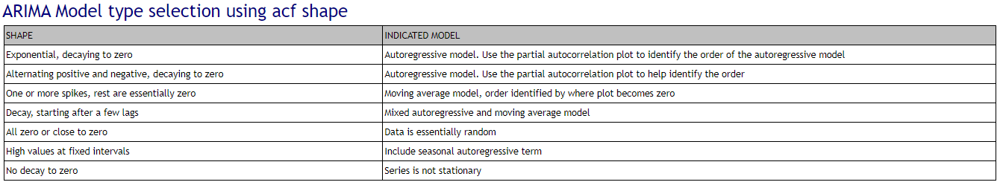 ARIMA Model type selection using acf shape
SHAPE INDICATED MODEL
Exponential, decaying to zero Autoregressive model. Use the partial autocorrelation plot to identify the order of the autoregressive model
Alternating positive and negative, decaying to zero Autoregressive model. Use the partial autocorrelation plot to help identify the order
One or more spikes, rest are essentially zero Moving average model, order identified by where plot becomes zero
Decay, starting after a few lags Mixed autoregressive and moving average model
All zero or close to zero Data is essentially random
High values at fixed intervals Include seasonal autoregressive term
No decay to zero Series is not stationary